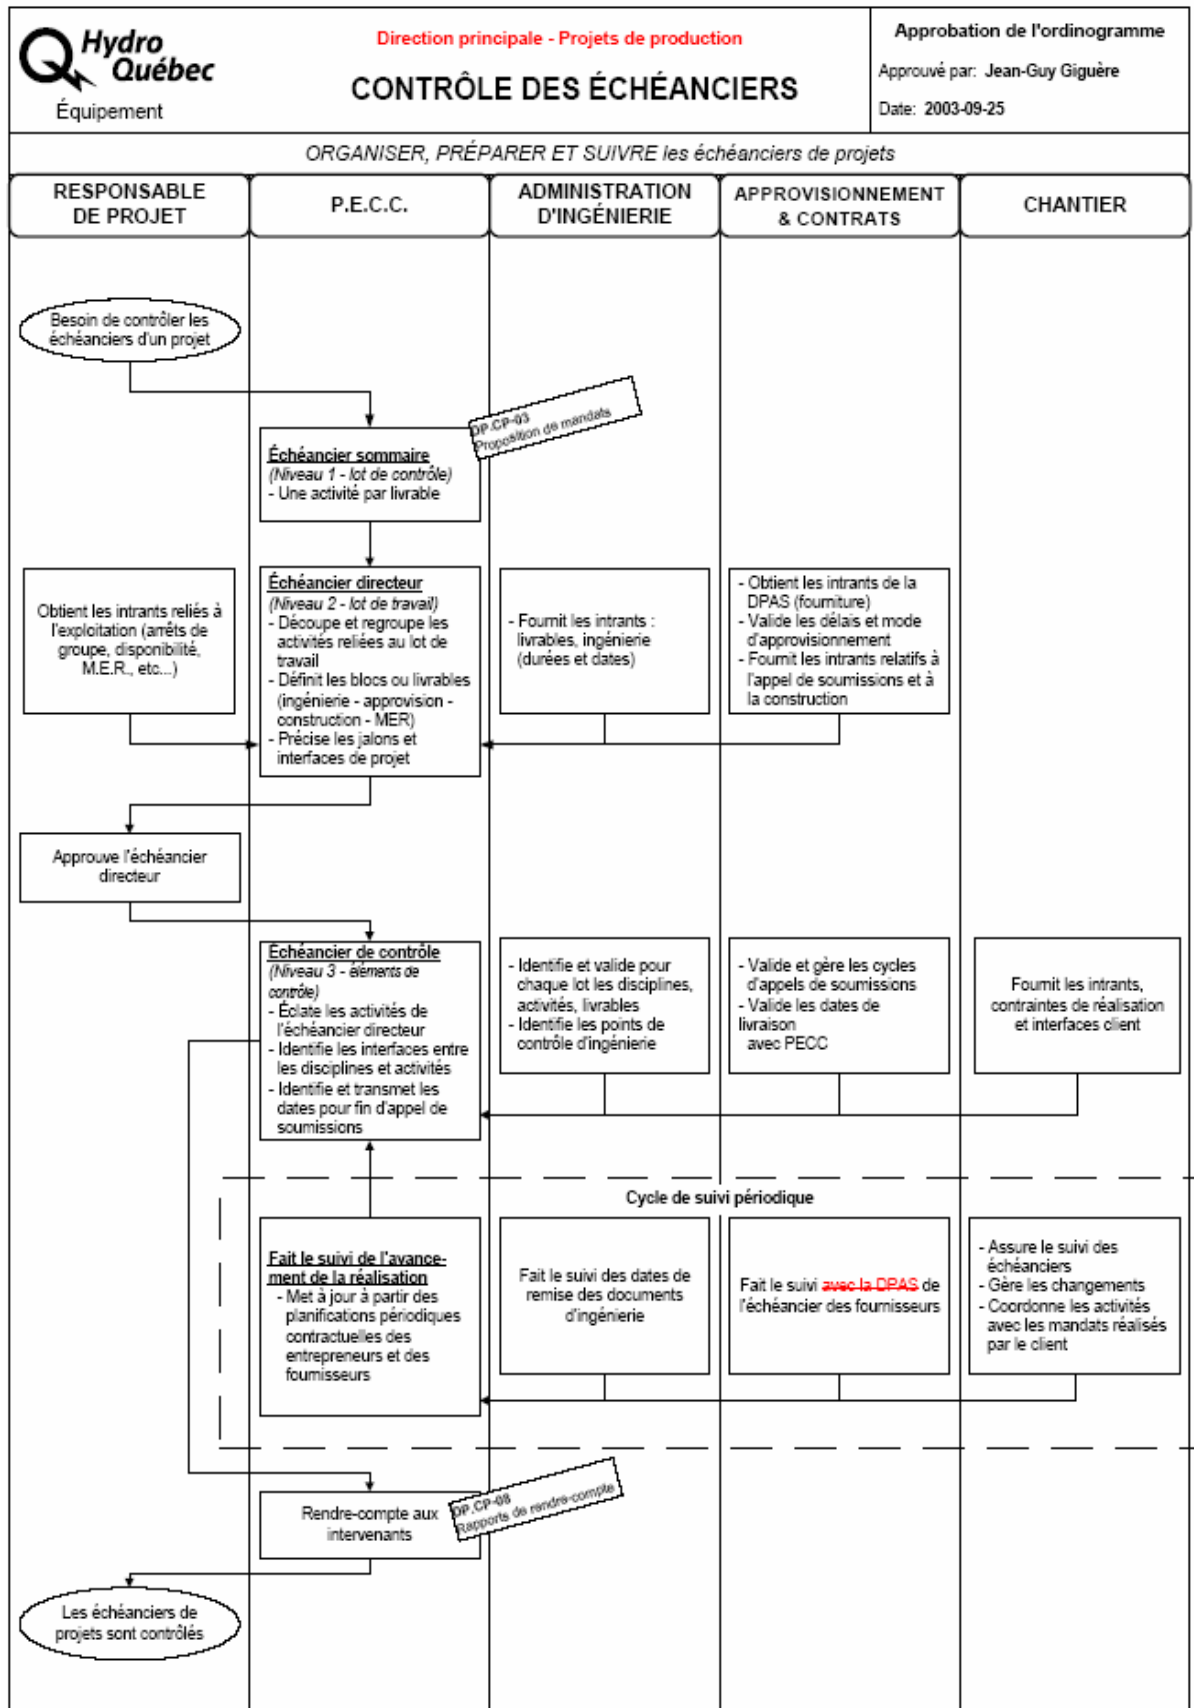 Hydro
Québec
Équipement
Direction principale - Projets de production
CONTRÔLE DES ÉCHÉANCIERS
Approbation de l'ordinogramme
Approuvé par: Jean-Guy Giguère
Date: 2003-09-25
ORGANISER, PRÉPARER ET SUIVRE les échéanciers de projets
RESPONSABLE
DE PROJET
P.E.C.C.
ADMINISTRATION
D'INGÉNIERIE
APPROVISIONNEMENT
& CONTRATS
CHANTIER
Besoin de contrôler les
échéanciers d'un projet
DP.CP-03
Proposition de mandats
Échéancier sommaire
(Niveau 1 - lot de contrôle)
- Une activité par livrable
Obtient les intrants reliés à
l'exploitation (arrêts de
groupe, disponibilité,
M.E.R., etc...)
Échéancier directeur
(Niveau 2 - lot de travail)
- Découpe et regroupe les
activités reliées au lot de
travail
- Définit les blocs ou livrables
(ingénierie - approvision -
construction - MER)
- Précise les jalons et
interfaces de projet
- Fournit les intrants :
livrables, ingénierie
(durées et dates)
- Obtient les intrants de la
DPAS (fourniture)
- Valide les délais et mode
d'approvisionnement
- Fournit les intrants relatifs à
l'appel de soumissions et à
la construction
Approuve l'échéancier
directeur
Échéancier de contrôle
(Niveau 3 - éléments de
contrôle)
- Éclate les activités de
l'échéancier directeur
- Identifie les interfaces entre
les disciplines et activités
- Identifie et transmet les
dates pour fin d'appel de
soumissions
- Identifie et valide pour
chaque lot les disciplines,
activités, livrables
- Identifie les points de
contrôle d'ingénierie
- Valide et gère les cycles
d'appels de soumissions
- Valide les dates de
livraison
avec PECC
Fournit les intrants,
contraintes de réalisation
et interfaces client
Cycle de suivi périodique
Fait le suivi de l'avance-
ment de la réalisation
- Met à jour à partir des
planifications périodiques
contractuelles des
entrepreneurs et des
fournisseurs
Fait le suivi des dates de
remise des documents
d'ingénierie
Fait le suivi avec la DPAS de
l'échéancier des fournisseurs
- Assure le suivi des
échéanciers
- Gère les changements
- Coordonne les activités
avec les mandats réalisés
par le client
Rendre-compte aux
intervenants
DP.CP-08
Rapports de rendre-compte
Les échéanciers de
projets sont contrôlés